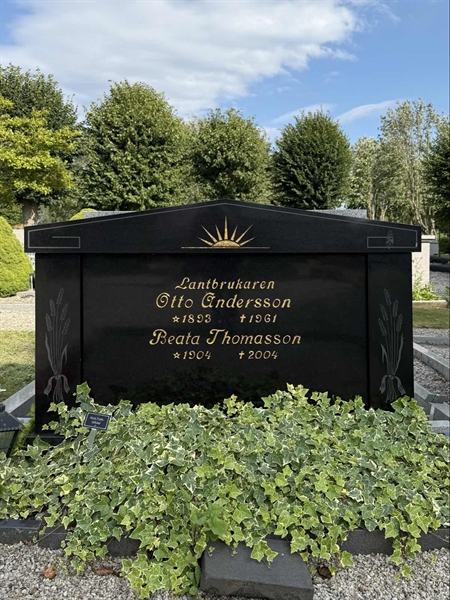 Lantbrukaren
Otto Andersson
* 1893 † 1961
Beata Thomasson
* 1904 † 2004